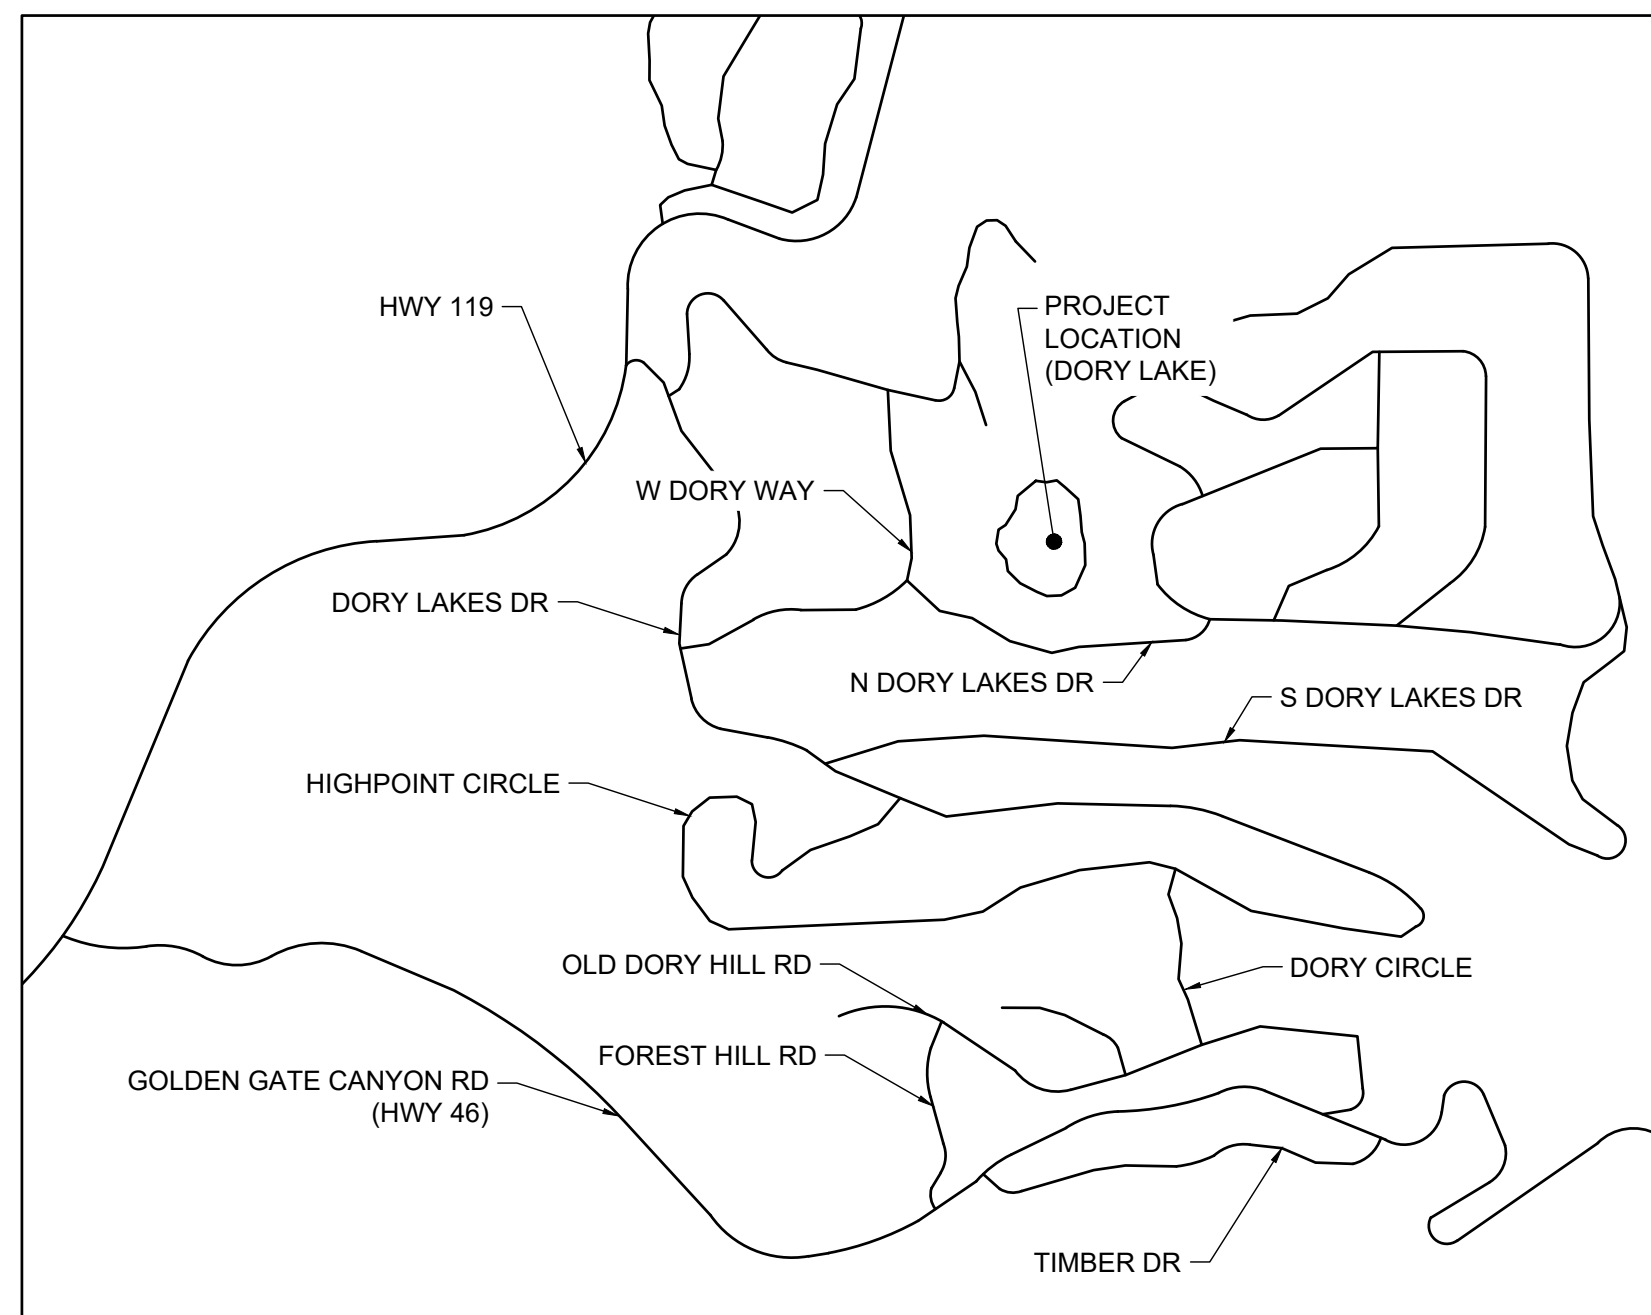 HWY 119
PROJECT
LOCATION
(DORY LAKE)
W DORY WAY
DORY LAKES DR
N DORY LAKES DR
S DORY LAKES DR
HIGHPOINT CIRCLE
OLD DORY HILL RD
DORY CIRCLE
FOREST HILL RD
GOLDEN GATE CANYON RD
(HWY 46)
TIMBER DR